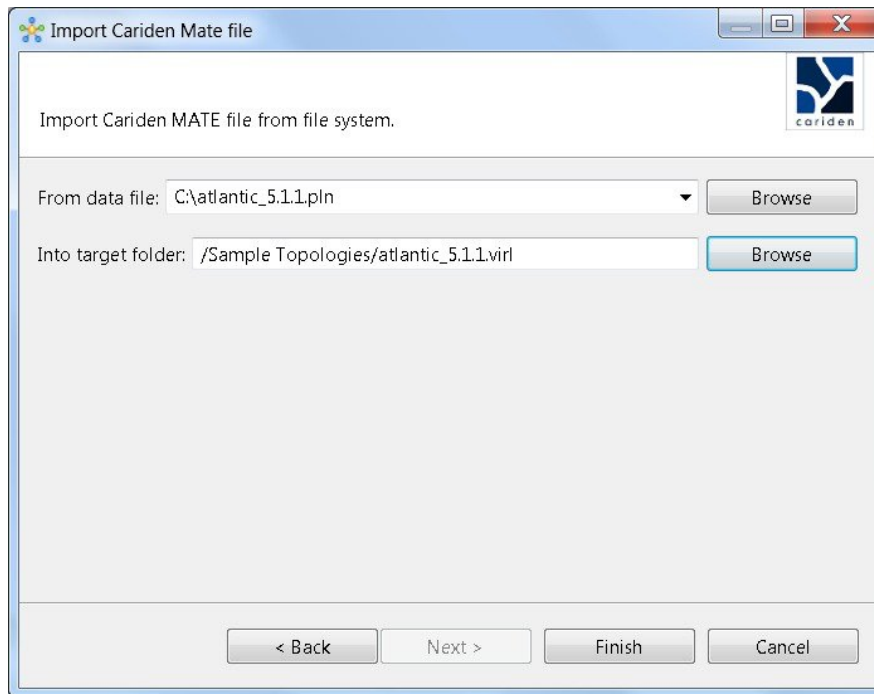 Import Cariden Mate file
cariden
Import Cariden MATE file from file system.
From data file: C:\atlantic_5.1.1.pln Browse
Into target folder: /Sample Topologies/atlantic_5.1.1.virl Browse
< Back Next > Finish Cancel